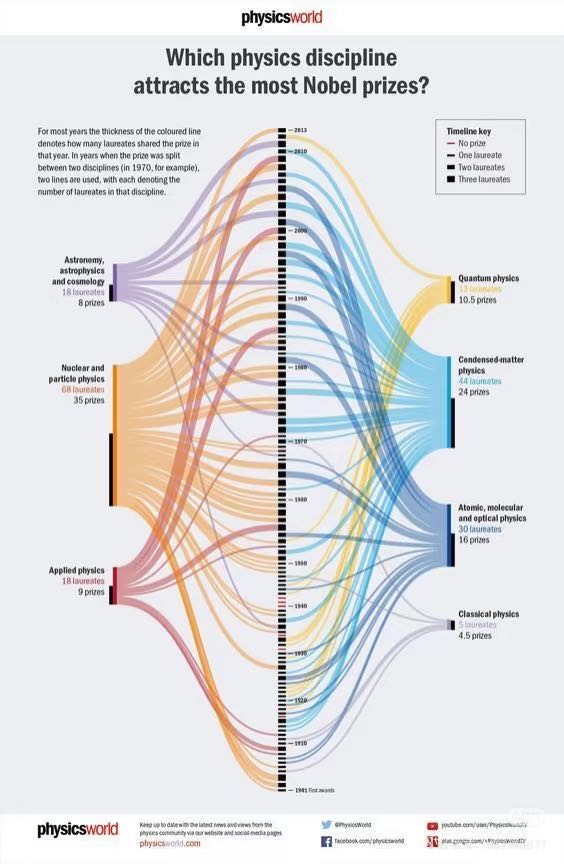 physicsworld
Which physics discipline
attracts the most Nobel prizes?
For most years the thickness of the coloured line
denotes how many laureates shared the prize in
that year. In years when the prize was split
between two disciplines (in 1970, for example),
two lines are used, with each denoting the
number of laureates in that discipline.
Timeline key
No prize
One laureate
Two laureates
Three laureates
2013
2010
2000
1990
1980
1970
1960
1950
1940
1930
1920
1910
1901 First awards
Astronomy,
astrophysics
and cosmology
18 laureates
8 prizes
Nuclear and
particle physics
68 laureates
35 prizes
Applied physics
18 laureates
9 prizes
Quantum physics
13 laureates
10.5 prizes
Condensed-matter
physics
44 laureates
24 prizes
Atomic, molecular
and optical physics
30 laureates
16 prizes
Classical physics
5 laureates
4.5 prizes
physicsworld
Keep up to date with the latest news and views from the
physics community via our website and social-media pages
physicsworld.com
@PhysicsWorld
facebook.com/physicsworld
youtube.com/user/PhysicsWorldTV
plus.google.com/+PhysicsWorldTV